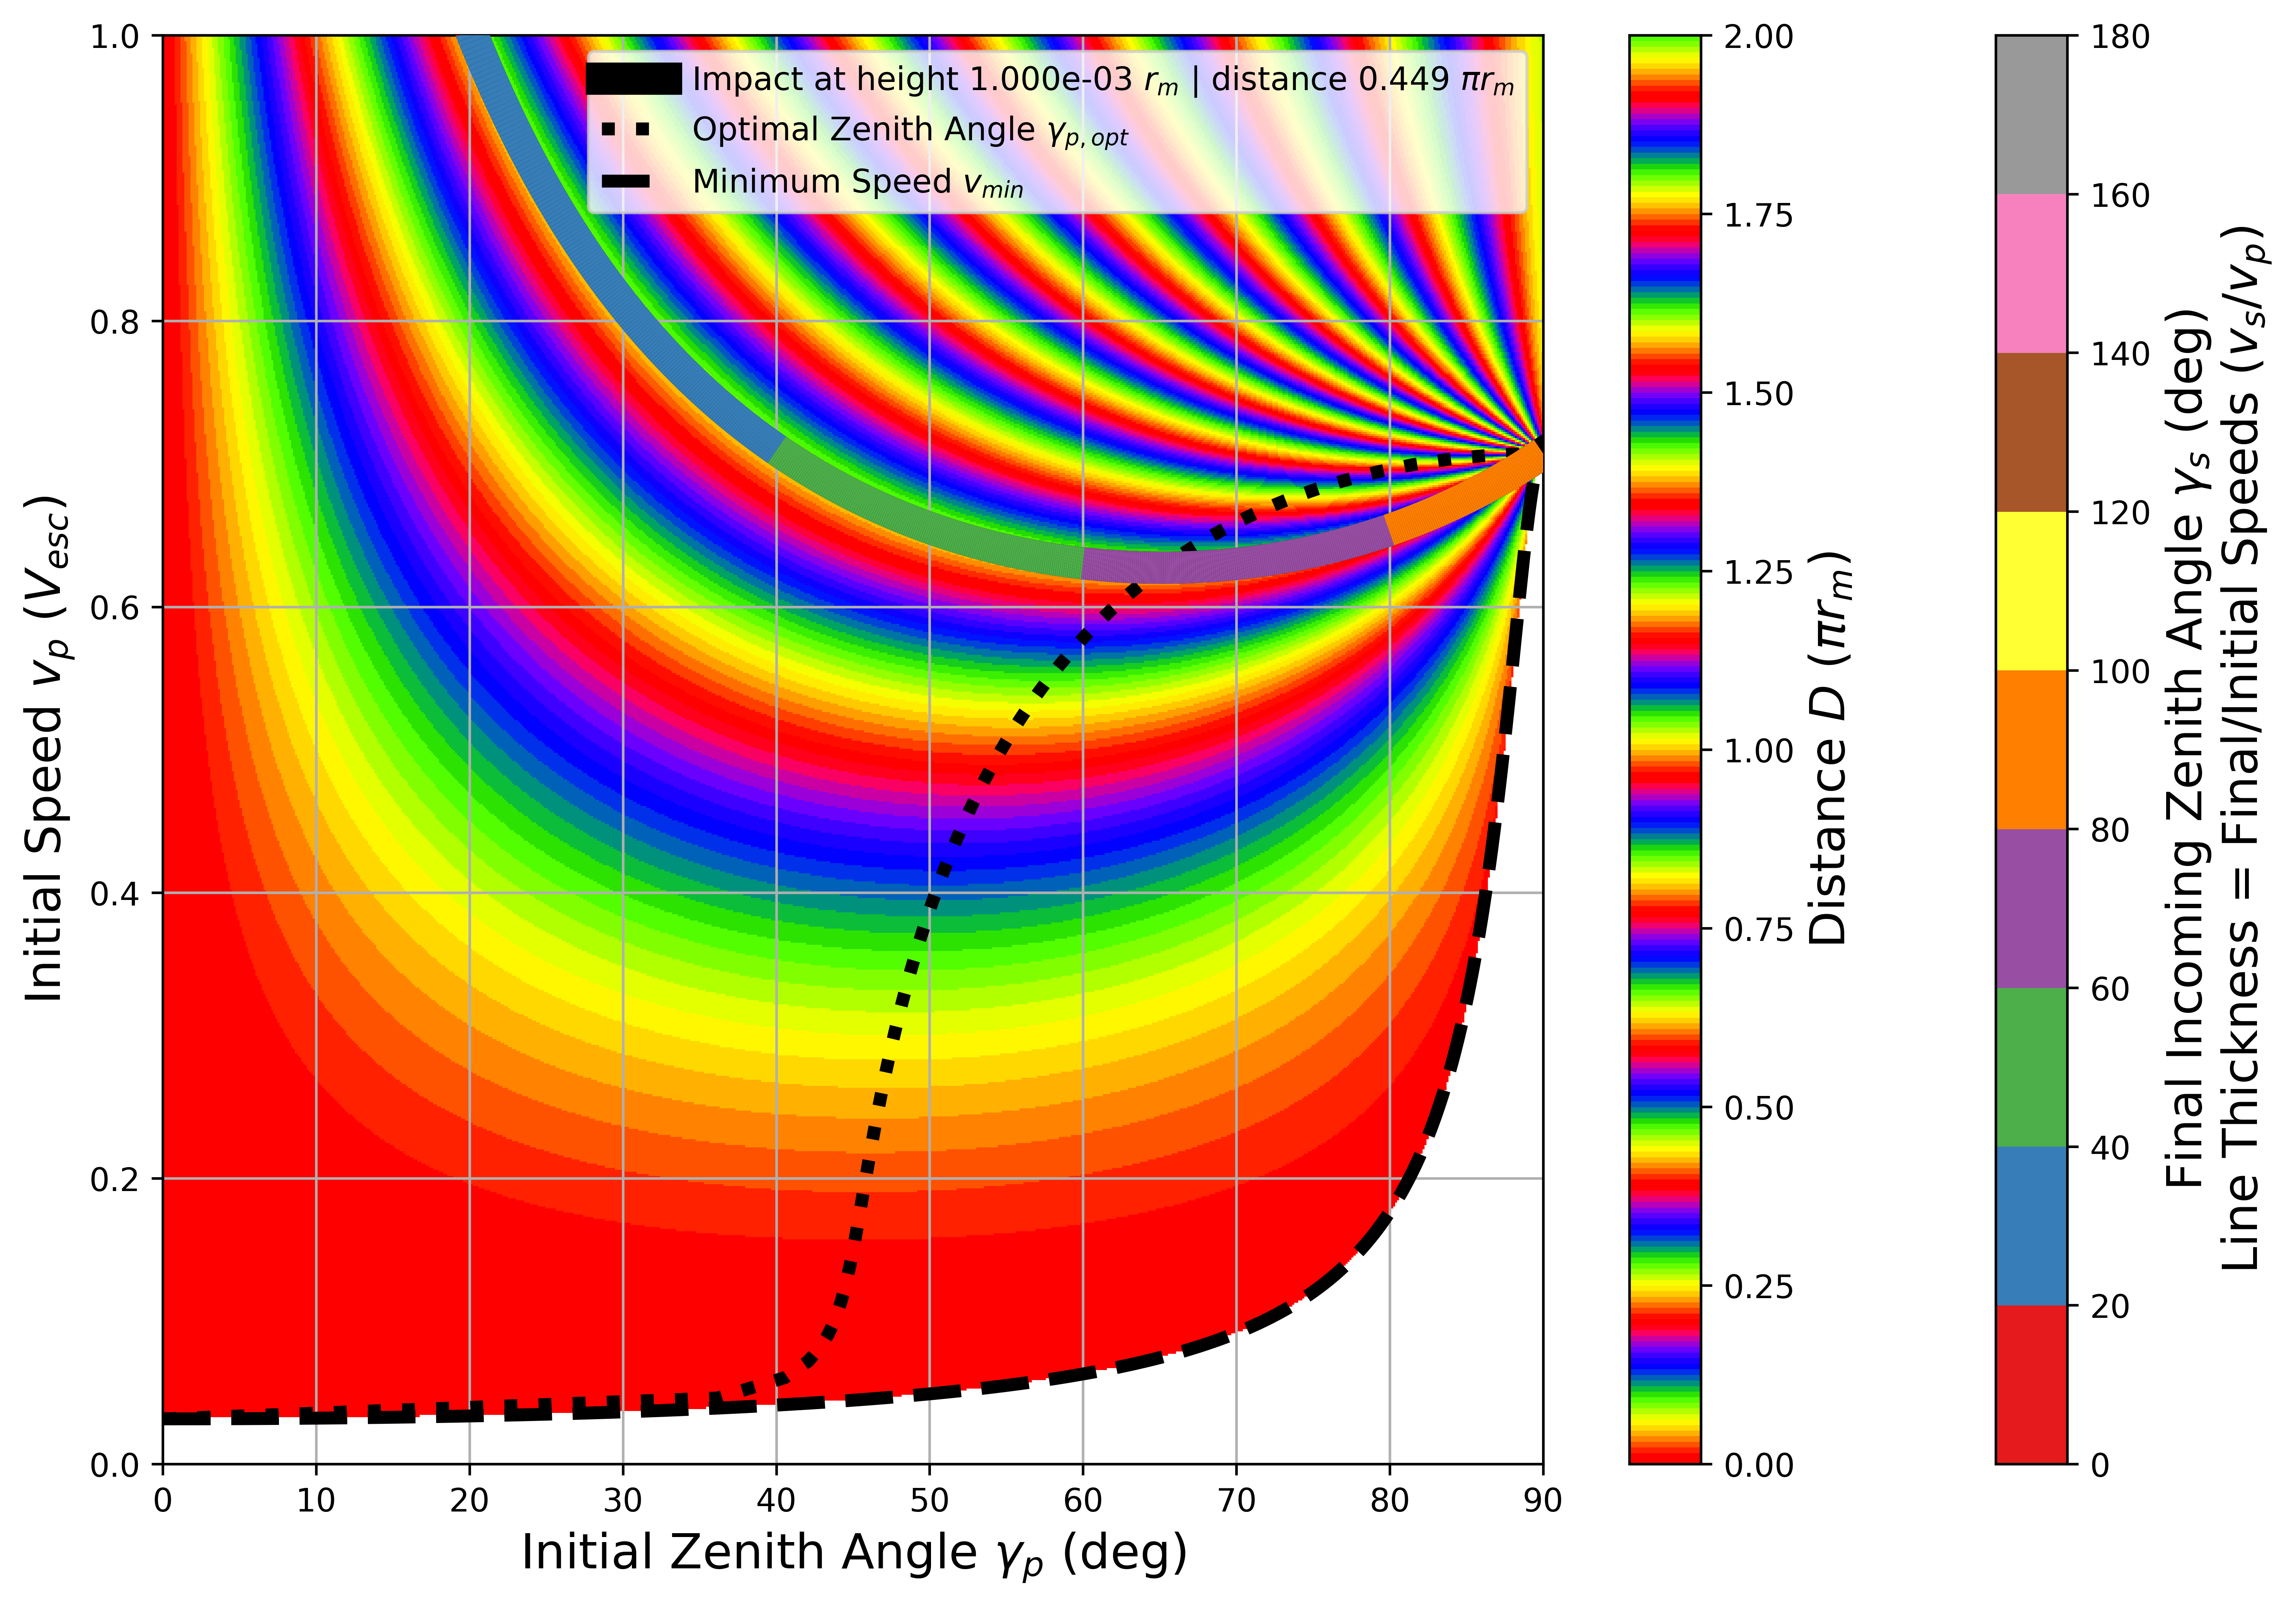 1.0
0.8
0.6
0.4
0.2
0.0
Initial Speed v_p (V_esc)
0 10 20 30 40 50 60 70 80 90
Initial Zenith Angle γ_p (deg)
Impact at height 1.000e-03 r_m | distance 0.449 πr_m
Optimal Zenith Angle γ_p,opt
Minimum Speed v_min
2.00
1.75
1.50
1.25
1.00
0.75
0.50
0.25
0.00
Distance D (πr_m)
180
160
140
120
100
80
60
40
20
0
Final Incoming Zenith Angle γ_s (deg)
Line Thickness = Final/Initial Speeds (v_s/v_p)